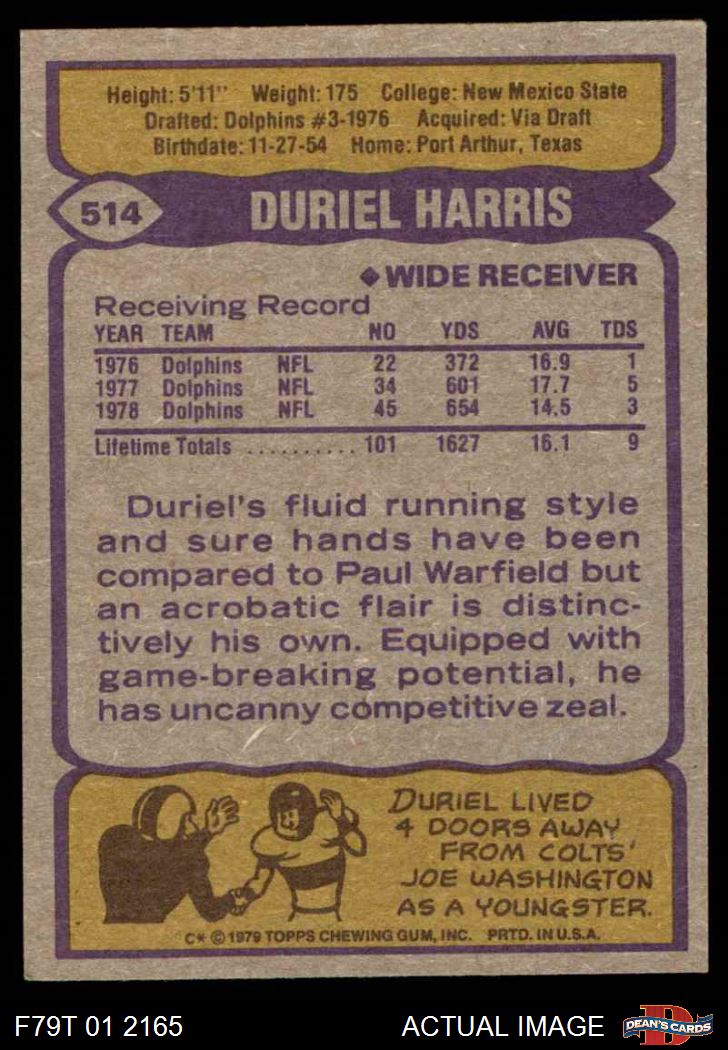 Height: 5'11" Weight: 175 College: New Mexico State
Drafted: Dolphins #3-1976 Acquired: Via Draft
Birthdate: 11-27-54 Home: Port Arthur, Texas
514 DURIEL HARRIS
◆ WIDE RECEIVER
Receiving Record
YEAR TEAM NO YDS AVG TDS
1976 Dolphins NFL 22 372 16.9 1
1977 Dolphins NFL 34 601 17.7 5
1978 Dolphins NFL 45 654 14.5 3
Lifetime Totals .......... 101 1627 16.1 9
Duriel's fluid running style
and sure hands have been
compared to Paul Warfield but
an acrobatic flair is distinc-
tively his own. Equipped with
game-breaking potential, he
has uncanny competitive zeal.
DURIEL LIVED
4 DOORS AWAY
FROM COLTS'
JOE WASHINGTON
AS A YOUNGSTER.
C* © 1979 TOPPS CHEWING GUM, INC. PRTD. IN U.S.A.
F79T 01 2165 ACTUAL IMAGE D DEAN'S CARDS